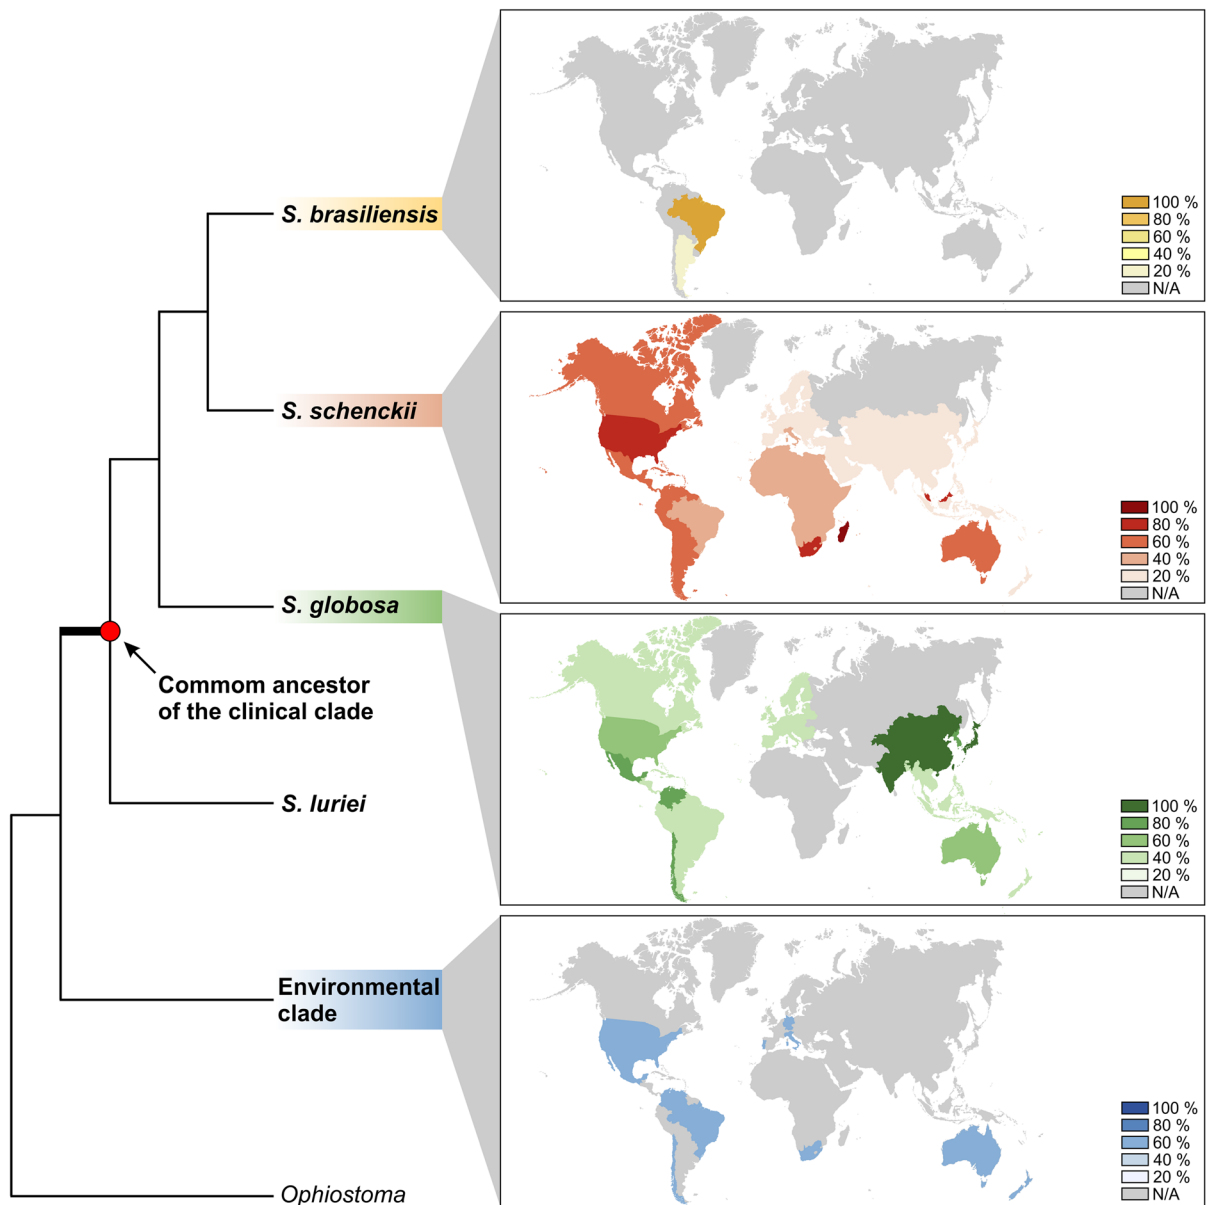 S. brasiliensis
100 %
80 %
60 %
40 %
20 %
N/A
S. schenckii
100 %
80 %
60 %
40 %
20 %
N/A
S. globosa
Commom ancestor
of the clinical clade
S. luriei
100 %
80 %
60 %
40 %
20 %
N/A
Environmental
clade
100 %
80 %
60 %
40 %
20 %
N/A
Ophiostoma